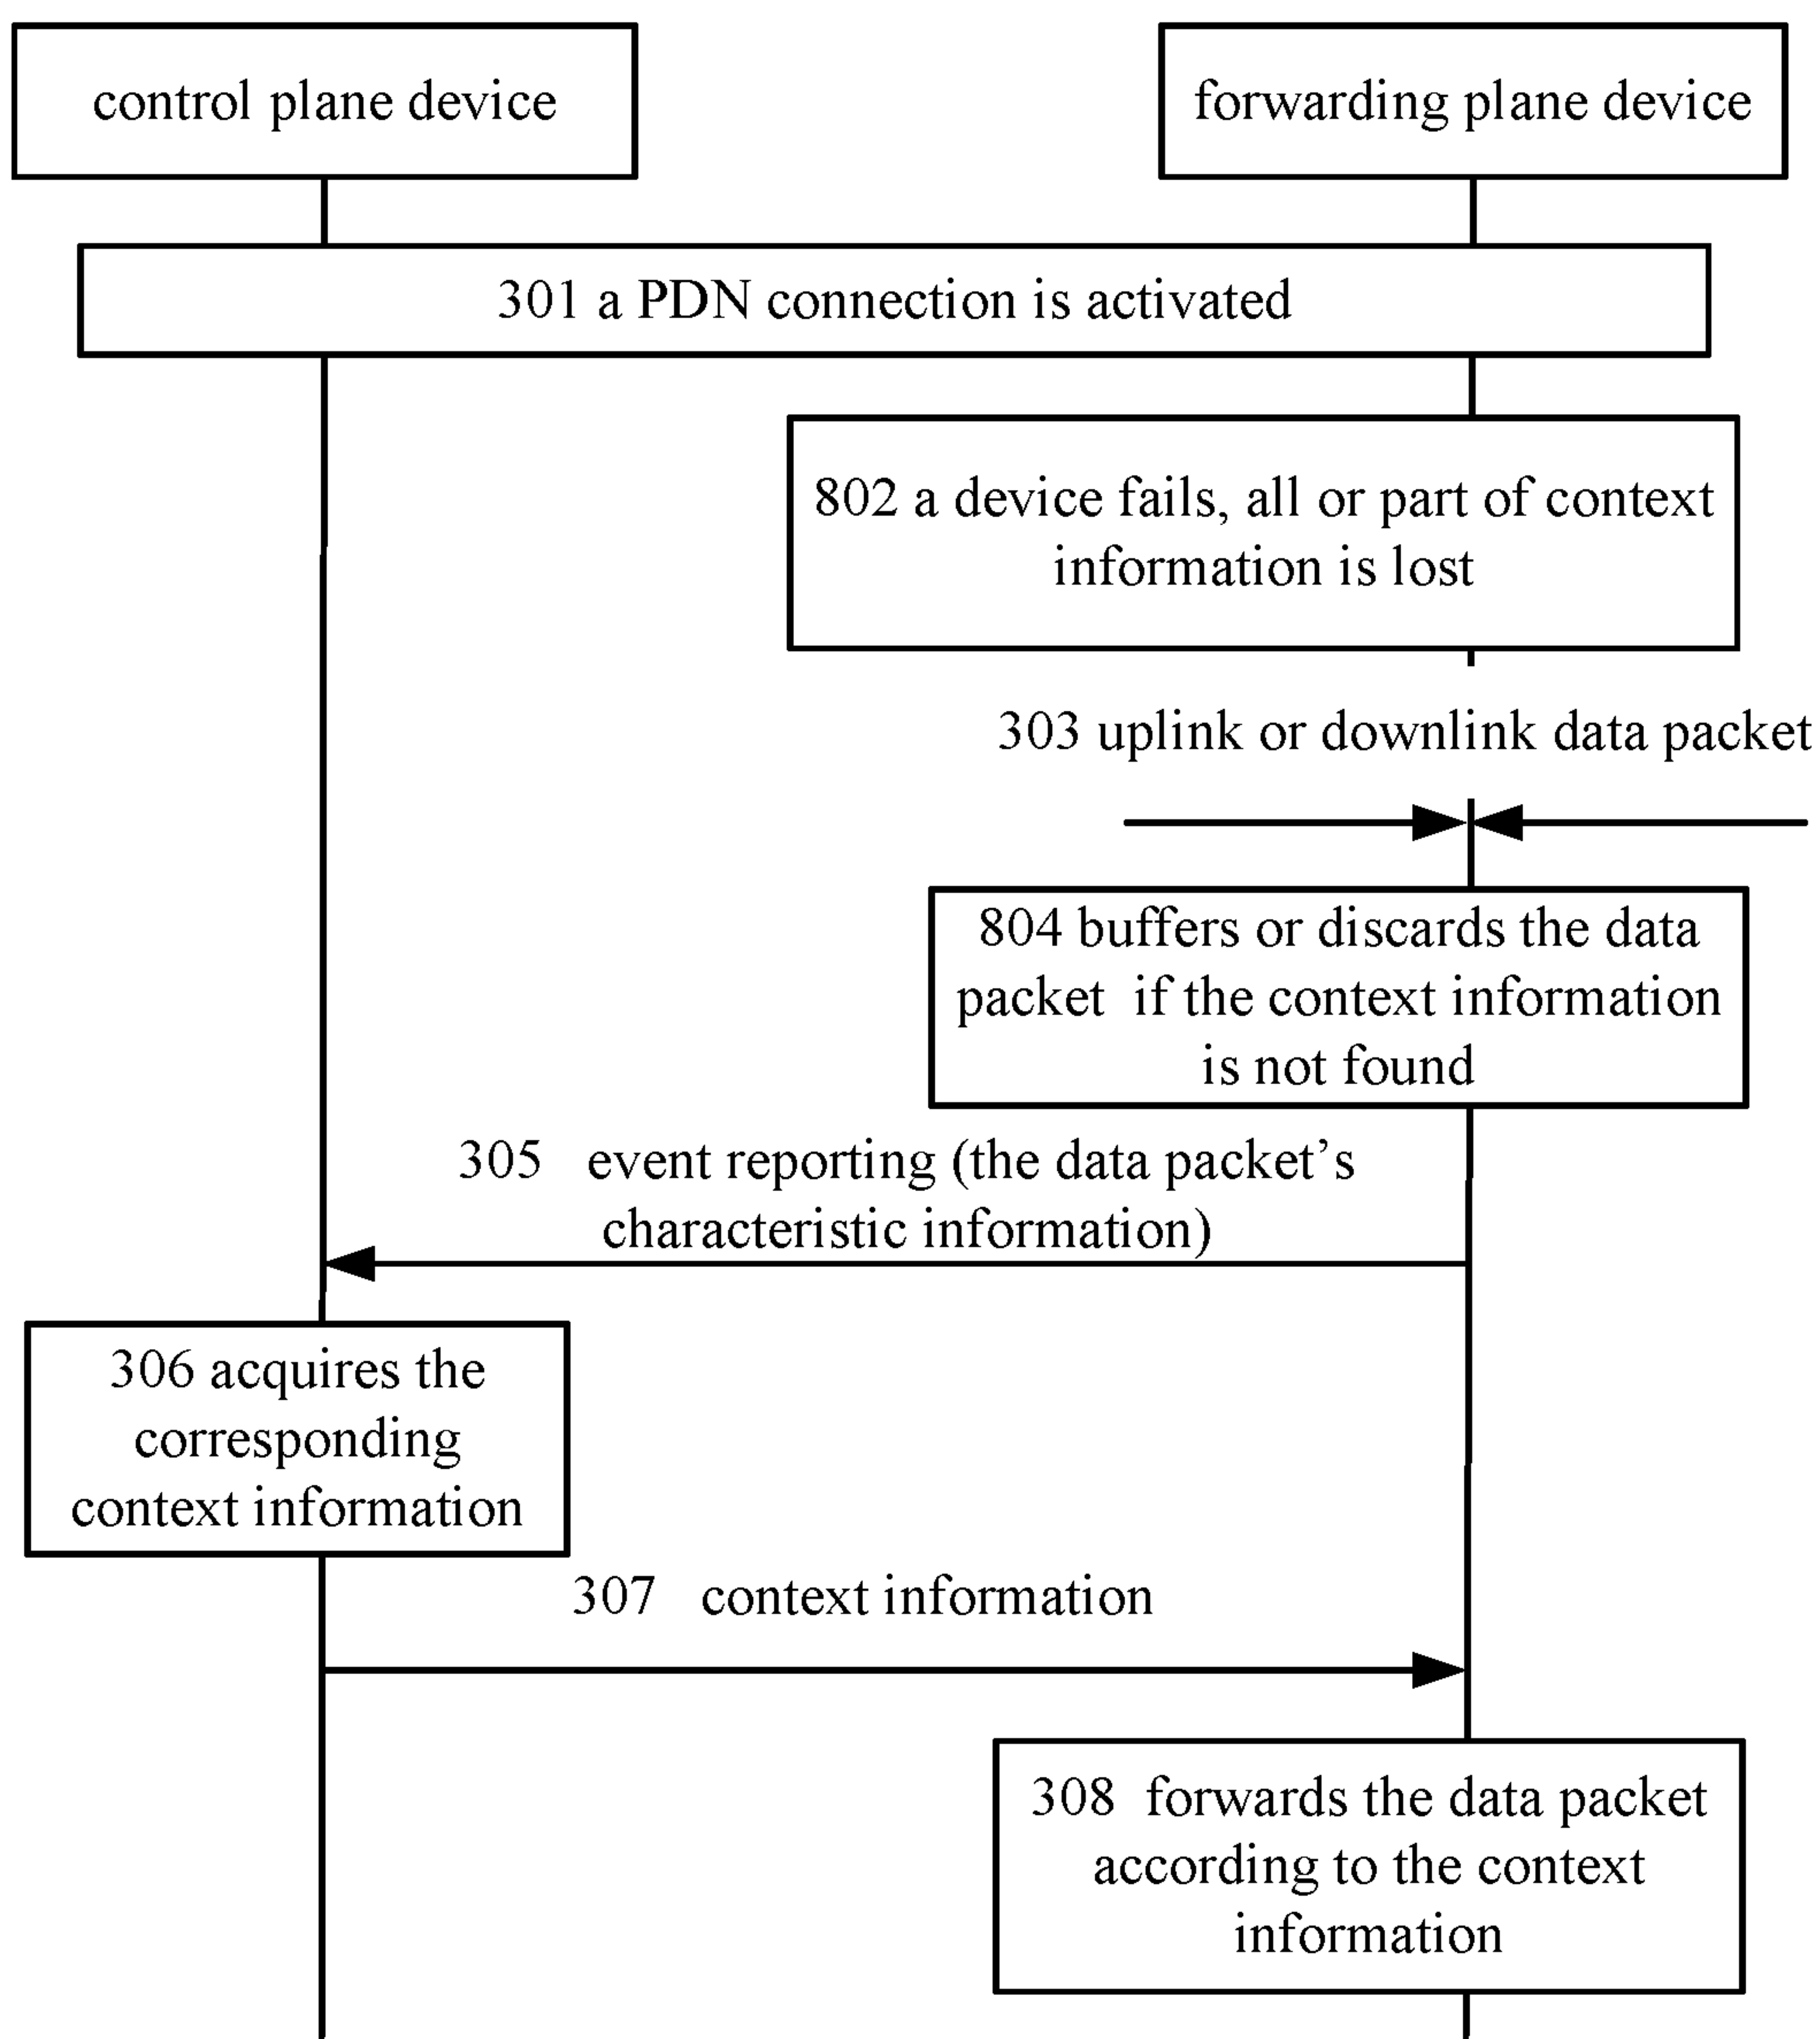 control plane device
forwarding plane device
301 a PDN connection is activated
802 a device fails, all or part of context
information is lost
303 uplink or downlink data packet
804 buffers or discards the data
packet if the context information
is not found
305 event reporting (the data packet’s
characteristic information)
306 acquires the
corresponding
context information
307 context information
308 forwards the data packet
according to the context
information